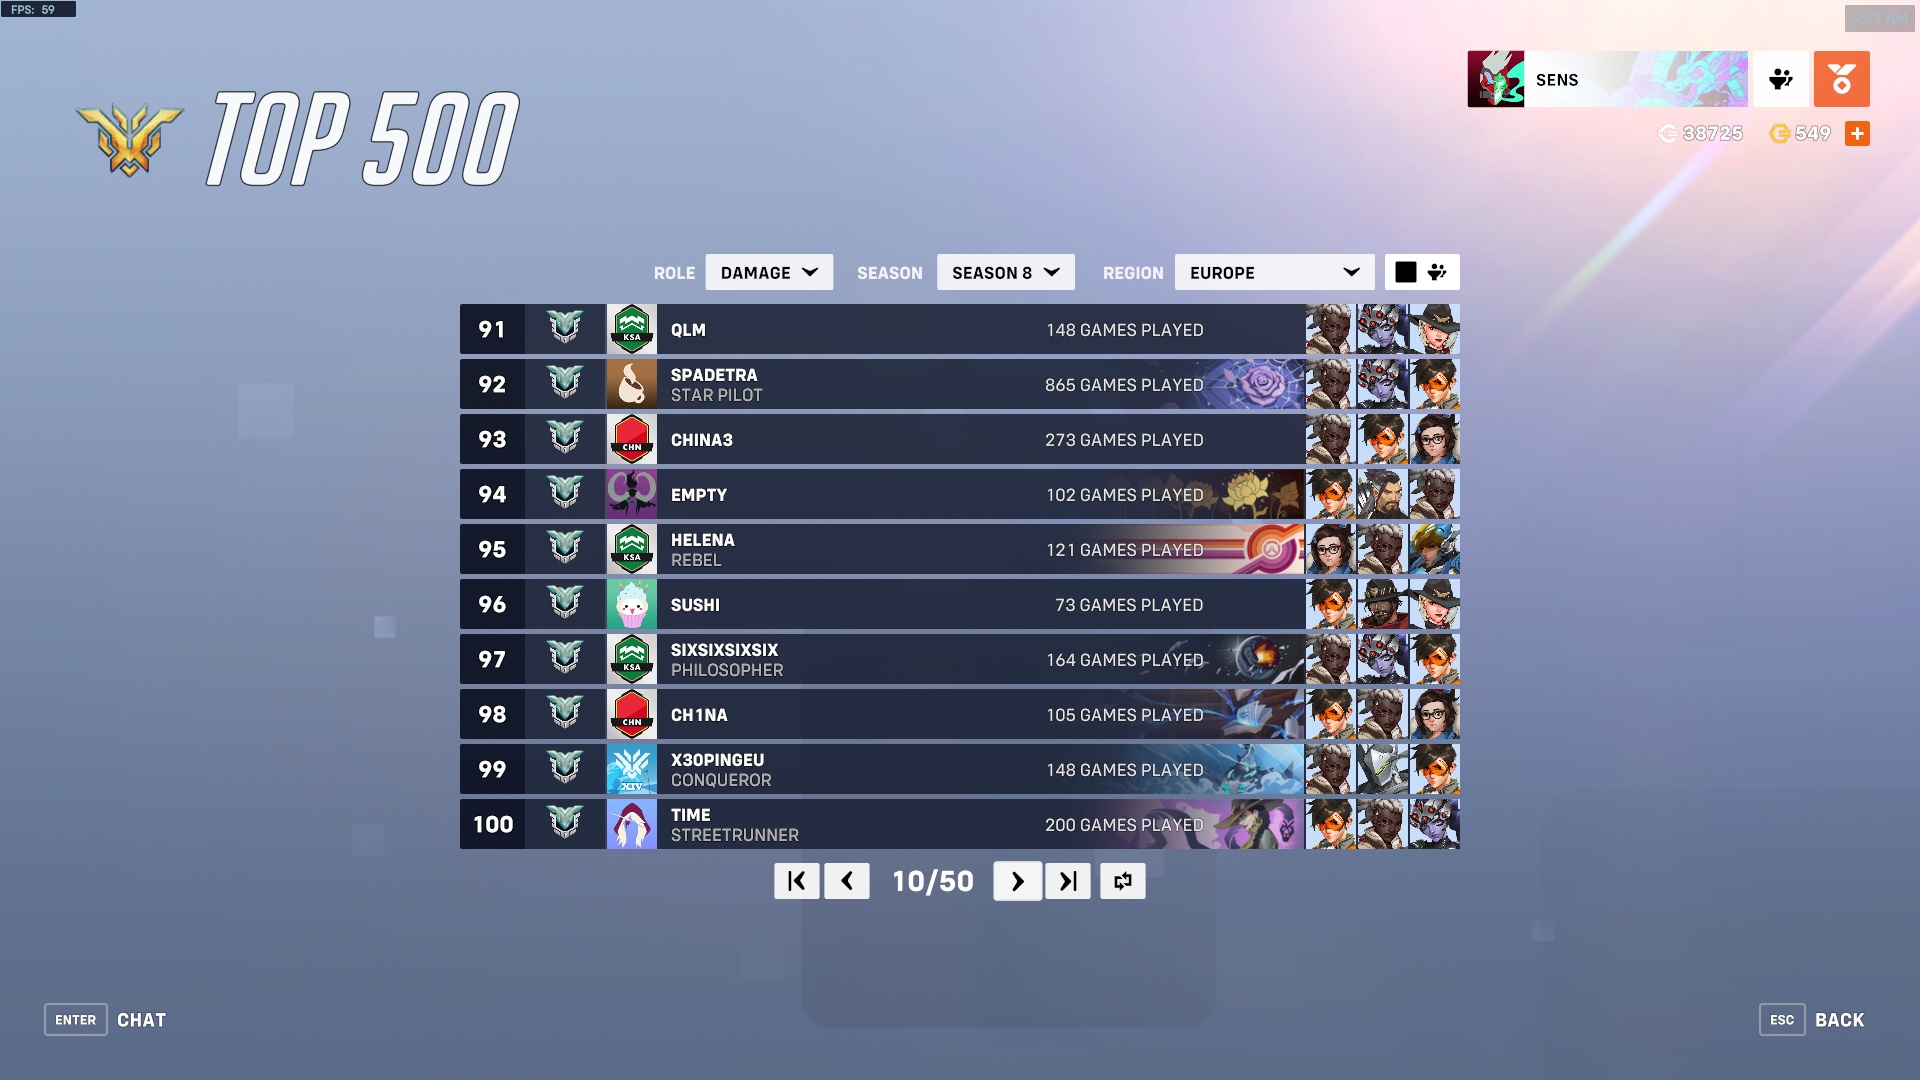 FPS: 59
9:47 AM
TOP 500
SENS
38725
549
ROLE
DAMAGE
SEASON
SEASON 8
REGION
EUROPE
91
KSA
QLM
148 GAMES PLAYED
92
SPADETRA
STAR PILOT
865 GAMES PLAYED
93
CHN
CHINA3
273 GAMES PLAYED
94
EMPTY
102 GAMES PLAYED
95
KSA
HELENA
REBEL
121 GAMES PLAYED
96
SUSHI
73 GAMES PLAYED
97
KSA
SIXSIXSIXSIX
PHILOSOPHER
164 GAMES PLAYED
98
CHN
CH1NA
105 GAMES PLAYED
99
XIV
X30PINGEU
CONQUEROR
148 GAMES PLAYED
100
TIME
STREETRUNNER
200 GAMES PLAYED
10/50
ENTER
CHAT
ESC
BACK